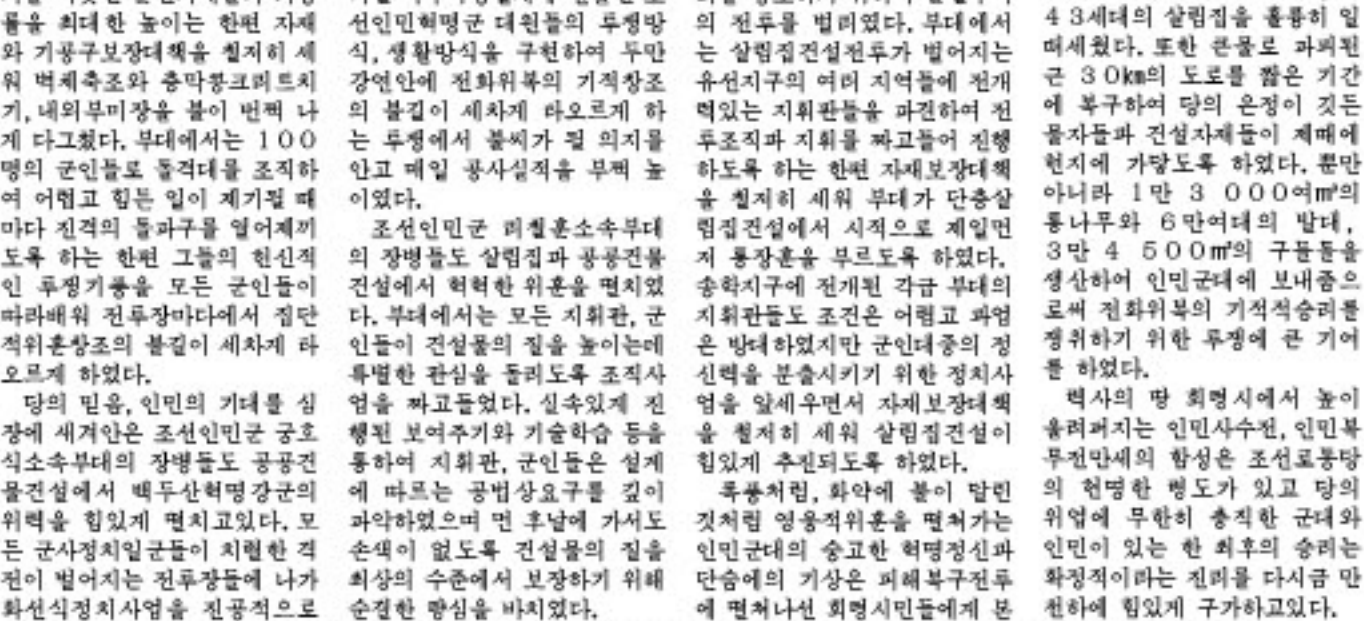 률을 최대한 높이는 한편 자재
와 기공구보장대책을 철저히 세
워 벽체축조와 층막콩크리트치
기, 내외부미장을 불이 번쩍 나
게 다그쳤다. 부대에서는 100
명의 군인들로 돌격대를 조직하
여 어렵고 힘든 일이 제기될 때
마다 진격의 돌파구를 열어제끼
도록 하는 한편 그들의 헌신적
인 투쟁기풍을 모든 군인들이
따라배워 전투장마다에서 집단
적위훈창조의 불길이 세차게 타
오르게 하였다.
당의 믿음, 인민의 기대를 심
장에 새겨안은 조선인민군 궁호
식소속부대의 장병들도 공공건
물건설에서 백두산혁명강군의
위력을 힘있게 떨치고있다. 모
든 군사정치일군들이 치렬한 격
전이 벌어지는 전투장들에 나가
화선식정치사업을 진공적으로
선인민혁명군 대원들의 투쟁방
식, 생활방식을 구현하여 두만
강연안에 전화위복의 기적창조
의 불길이 세차게 타오르게 하
는 투쟁에서 불씨가 될 의지를
안고 매일 공사실적을 부쩍 높
이였다.
조선인민군 리철훈소속부대
의 장병들도 살림집과 공공건물
건설에서 혁혁한 위훈을 떨치였
다. 부대에서는 모든 지휘관, 군
인들이 건설물의 질을 높이는데
특별한 관심을 돌리도록 조직사
업을 짜고들었다. 실속있게 진
행된 보여주기와 기술학습 등을
통하여 지휘관, 군인들은 설계
에 따르는 공법상요구를 깊이
파악하였으며 먼 후날에 가서도
손색이 없도록 건설물의 질을
최상의 수준에서 보장하기 위해
순결한 량심을 바치였다.
의 전투를 벌리였다. 부대에서
는 살림집건설전투가 벌어지는
유선지구의 여러 지역들에 전개
력있는 지휘관들을 파견하여 전
투조직과 지휘를 짜고들어 진행
하도록 하는 한편 자재보장대책
을 철저히 세워 부대가 단층살
림집건설에서 시적으로 제일먼
저 통장훈을 부르도록 하였다.
송학지구에 전개된 각급 부대의
지휘관들도 조건은 어렵고 과업
은 방대하였지만 군인대중의 정
신력을 분출시키기 위한 정치사
업을 앞세우면서 자재보장대책
을 철저히 세워 살림집건설이
힘있게 추진되도록 하였다.
폭풍처럼, 화약에 불이 달린
것처럼 영웅적위훈을 떨쳐가는
인민군대의 숭고한 혁명정신과
단숨에의 기상은 피해복구전투
에 떨쳐나선 회령시민들에게 본
43세대의 살림집을 훌륭히 일
떠세웠다. 또한 큰물로 파괴된
근 30㎞의 도로를 짧은 기간
에 복구하여 당의 은정이 깃든
물자들과 건설자재들이 제때에
현지에 가닿도록 하였다. 뿐만
아니라 1만 3 000여㎥의
통나무와 6만여대의 발대,
3만 4 500㎡의 구들돌을
생산하여 인민군대에 보내줌으
로써 전화위복의 기적적승리를
쟁취하기 위한 투쟁에 큰 기여
를 하였다.
력사의 땅 회령시에서 높이
울려퍼지는 인민사수전, 인민복
무전만세의 함성은 조선로동당
의 현명한 령도가 있고 당의
위업에 무한히 충직한 군대와
인민이 있는 한 최후의 승리는
확정적이라는 진리를 다시금 만
천하에 힘있게 구가하고있다.